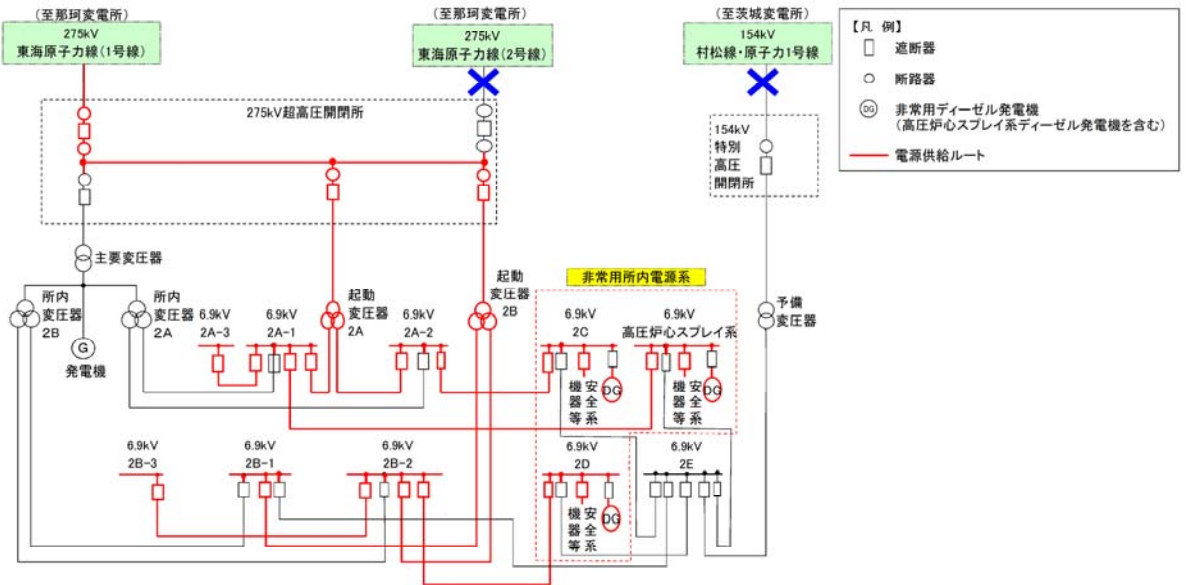 (至那珂変電所)
275kV
東海原子力線(1号線)
(至那珂変電所)
275kV
東海原子力線(2号線)
(至茨城変電所)
154kV
村松線・原子力1号線
【凡 例】
遮断器
断路器
DG
非常用ディーゼル発電機
(高圧炉心スプレイ系ディーゼル発電機を含む)
電源供給ルート
275kV超高圧開閉所
154kV
特別
高圧
開閉所
主要変圧器
所内
変圧器
2B
所内
変圧器
2A
G
発電機
6.9kV
2A-3
6.9kV
2A-1
起動
変圧器
2A
6.9kV
2A-2
起動
変圧器
2B
非常用所内電源系
6.9kV
2C
6.9kV
高圧炉心スプレイ系
予備
変圧器
安全系
機器等
DG
安全系
機器等
DG
6.9kV
2B-3
6.9kV
2B-1
6.9kV
2B-2
6.9kV
2D
6.9kV
2E
安全系
機器等
DG